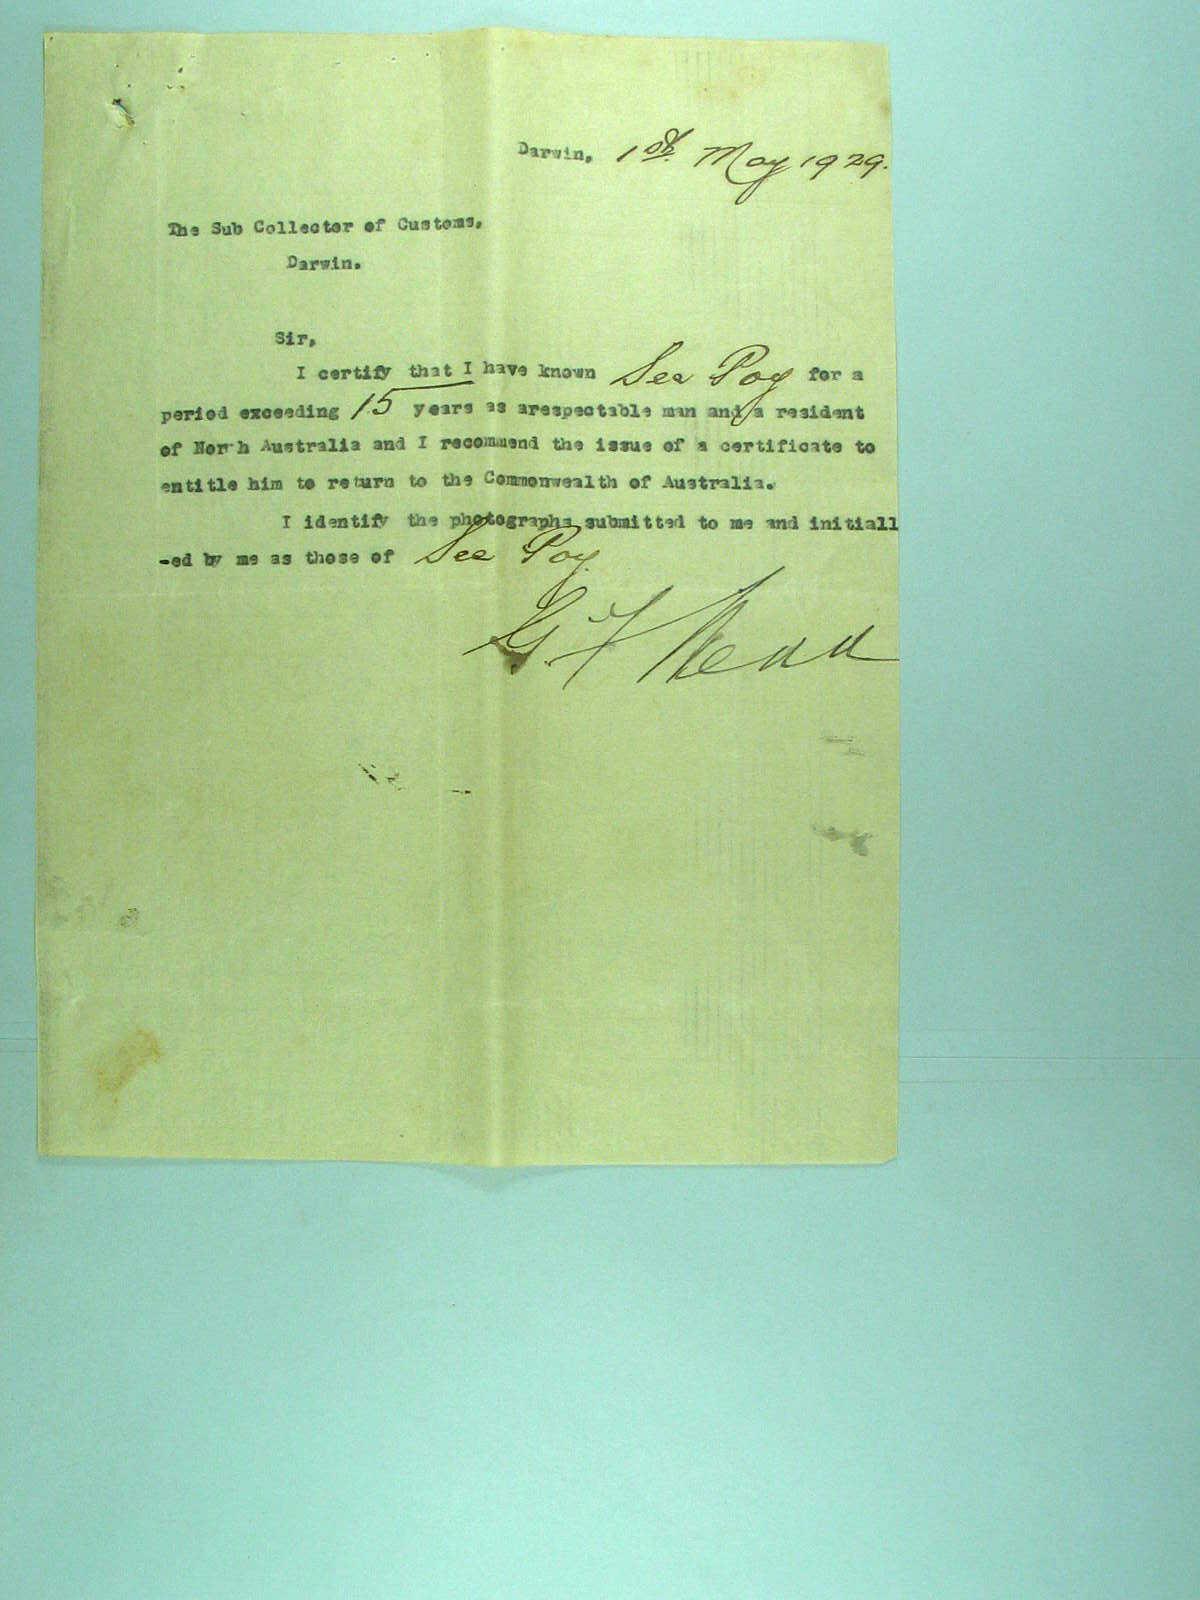 Darwin, 1st. May 1929.
The Sub Collector of Customs,
Darwin.
Sir,
I certify that I have known See Poy for a
period exceeding 15 years as arespectable man and a resident
of North Australia and I recommend the issue of a certificate to
entitle him to return to the Commonwealth of Australia.
I identify the photographs submitted to me and initiall
-ed by me as those of See Poy
G. F